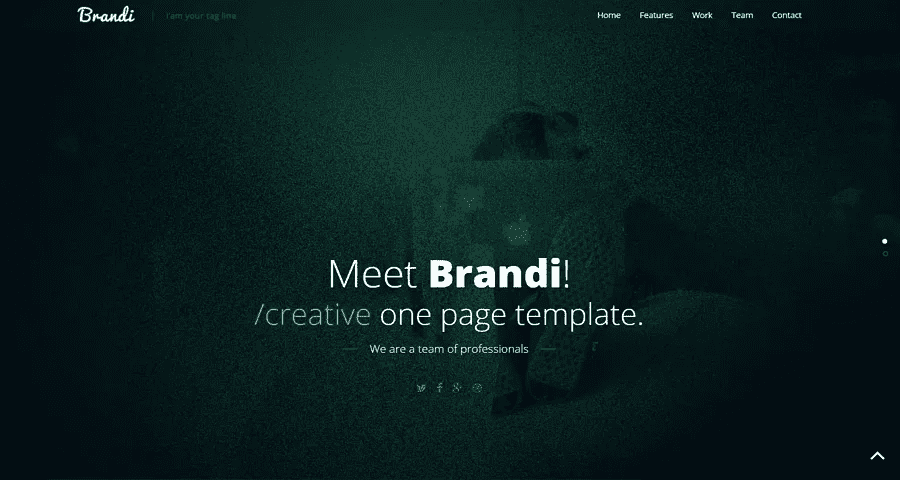 Brandi
I am your tag line
Home Features Work Team Contact
Meet Brandi!
/creative one page template.
We are a team of professionals